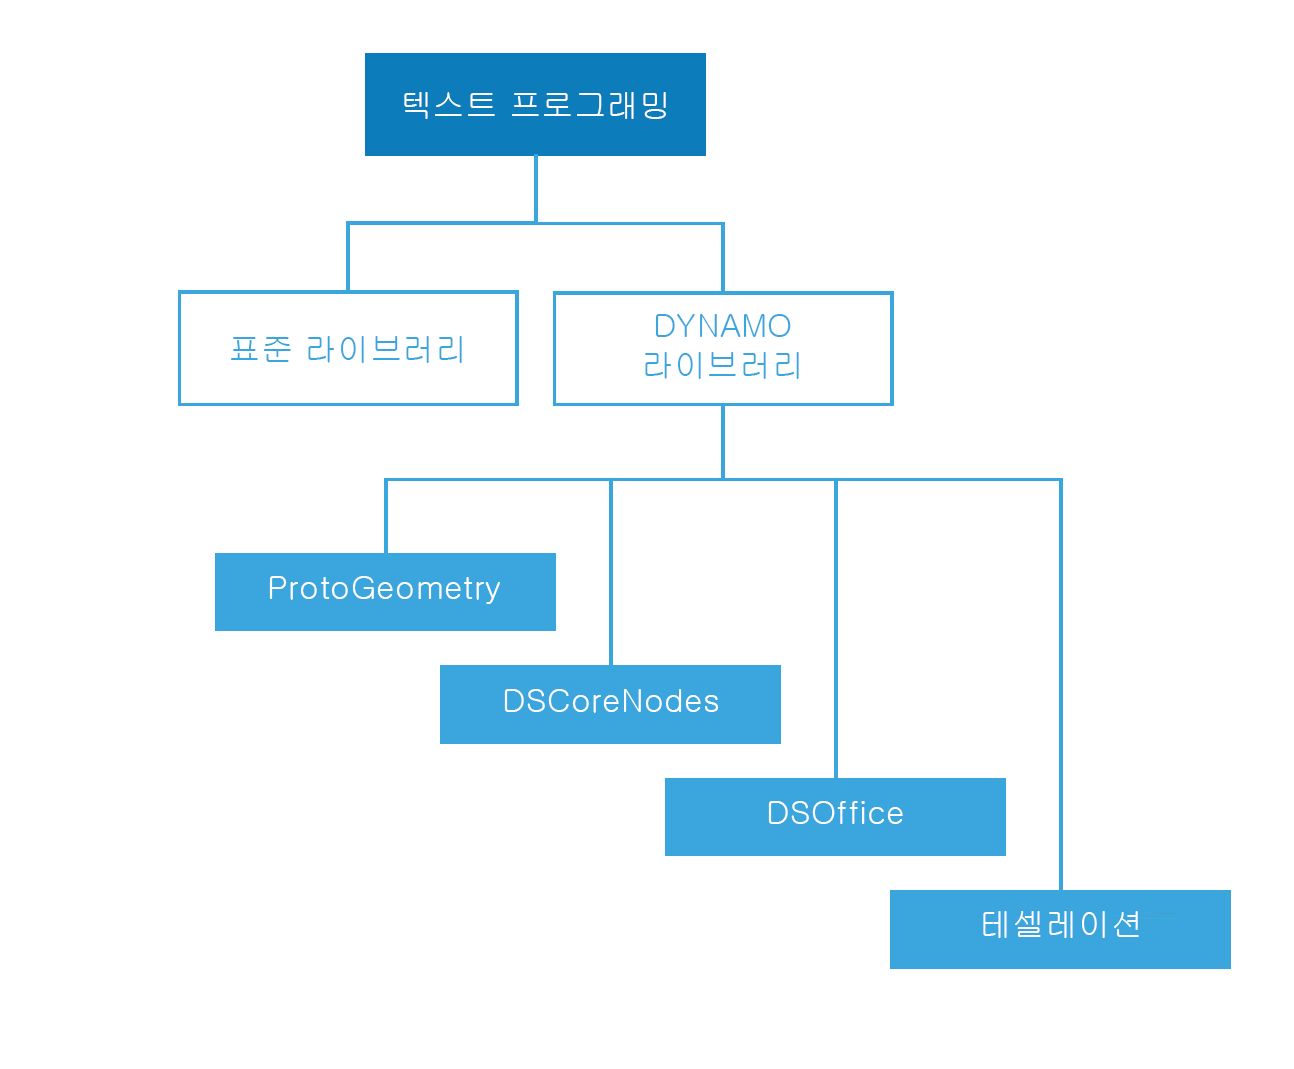 텍스트 프로그래밍
표준 라이브러리
DYNAMO
라이브러리
ProtoGeometry
DSCoreNodes
DSOffice
테셀레이션